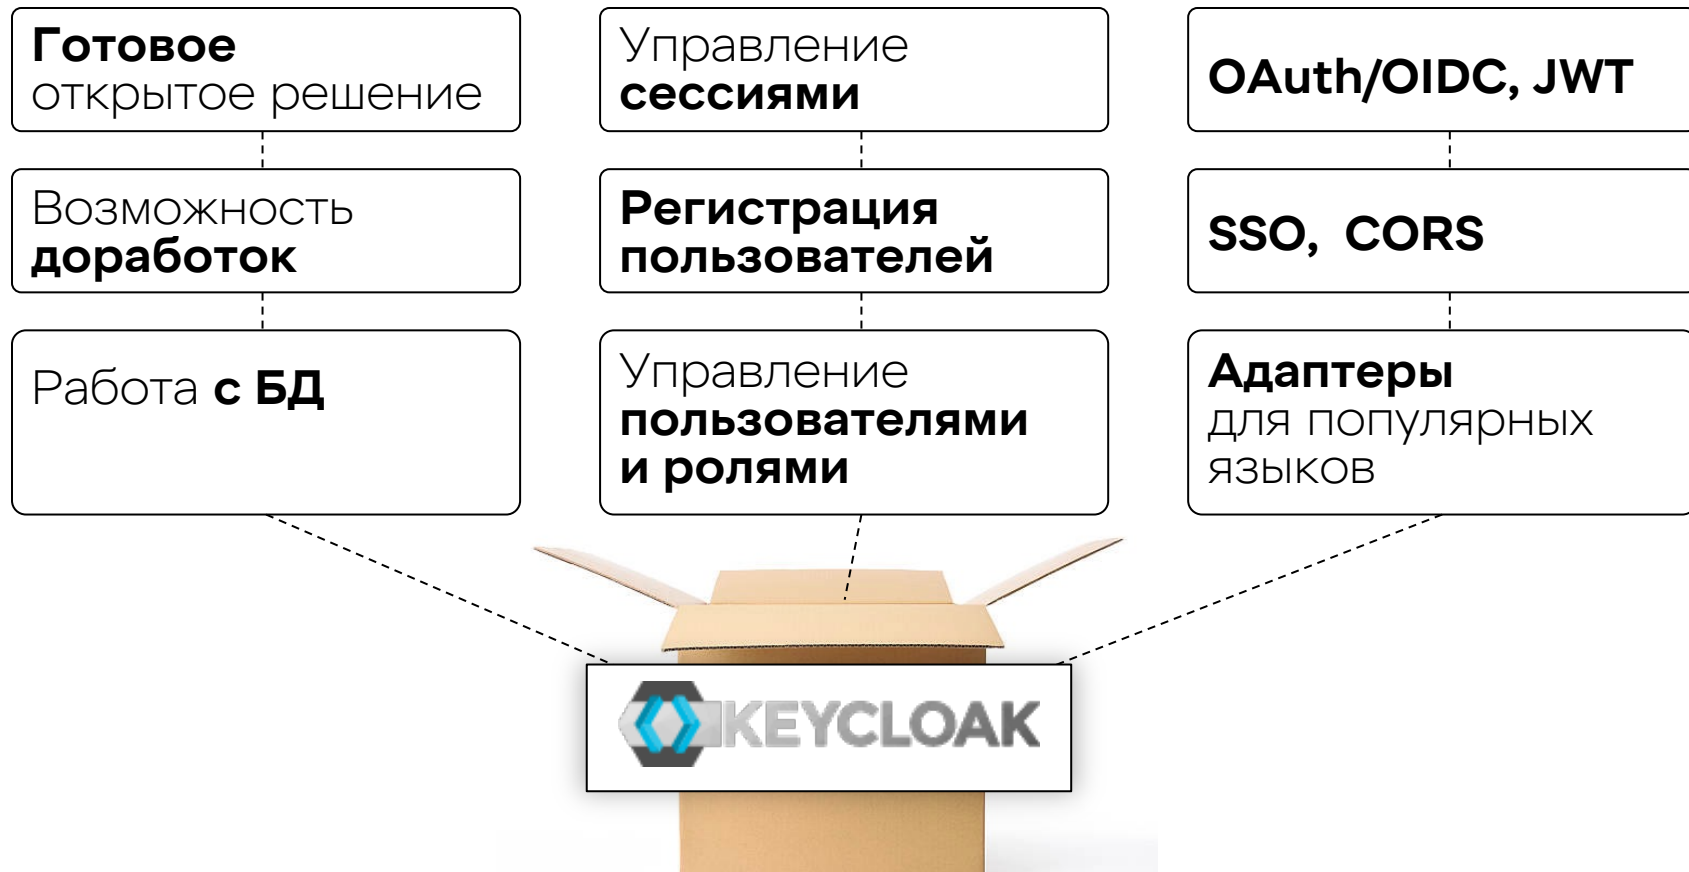 Готовое
открытое решение
Возможность
доработок
Работа с БД
Управление
сессиями
Регистрация
пользователей
Управление
пользователями
и ролями
OAuth/OIDC, JWT
SSO, CORS
Адаптеры
для популярных
языков
KEYCLOAK